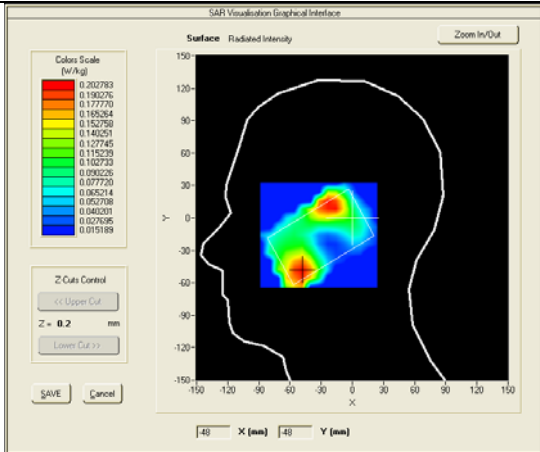 SAR Visualisation Graphical Interface
Surface Radiated Intensity
Zoom In/Out
Colors Scale
(W/kg)
0.202783
0.190276
0.177770
0.165264
0.152758
0.140251
0.127745
0.115239
0.102733
0.090226
0.077720
0.065214
0.052708
0.040201
0.027695
0.015189
150
120
90
60
30
0
-30
-60
-90
-120
-150
Y
-150 -120 -90 -60 -30 0 30 60 90 120 150
X
Z Cuts Control
<< Upper Cut
Z = 0.2 mm
Lower Cut >>
SAVE Cancel
-48 X (mm) -48 Y (mm)